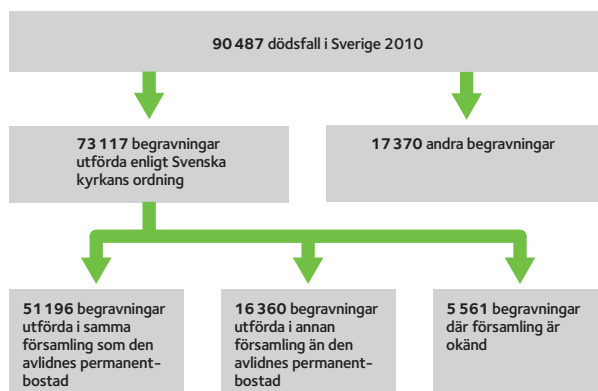 90 487 dödsfall i Sverige 2010
73 117 begravningar
utförda enligt Svenska
kyrkans ordning
17 370 andra begravningar
51 196 begravningar
utförda i samma
församling som den
avlidnes permanent-
bostad
16 360 begravningar
utförda i annan
församling än den
avlidnes permanent-
bostad
5 561 begravningar
där församling är
okänd